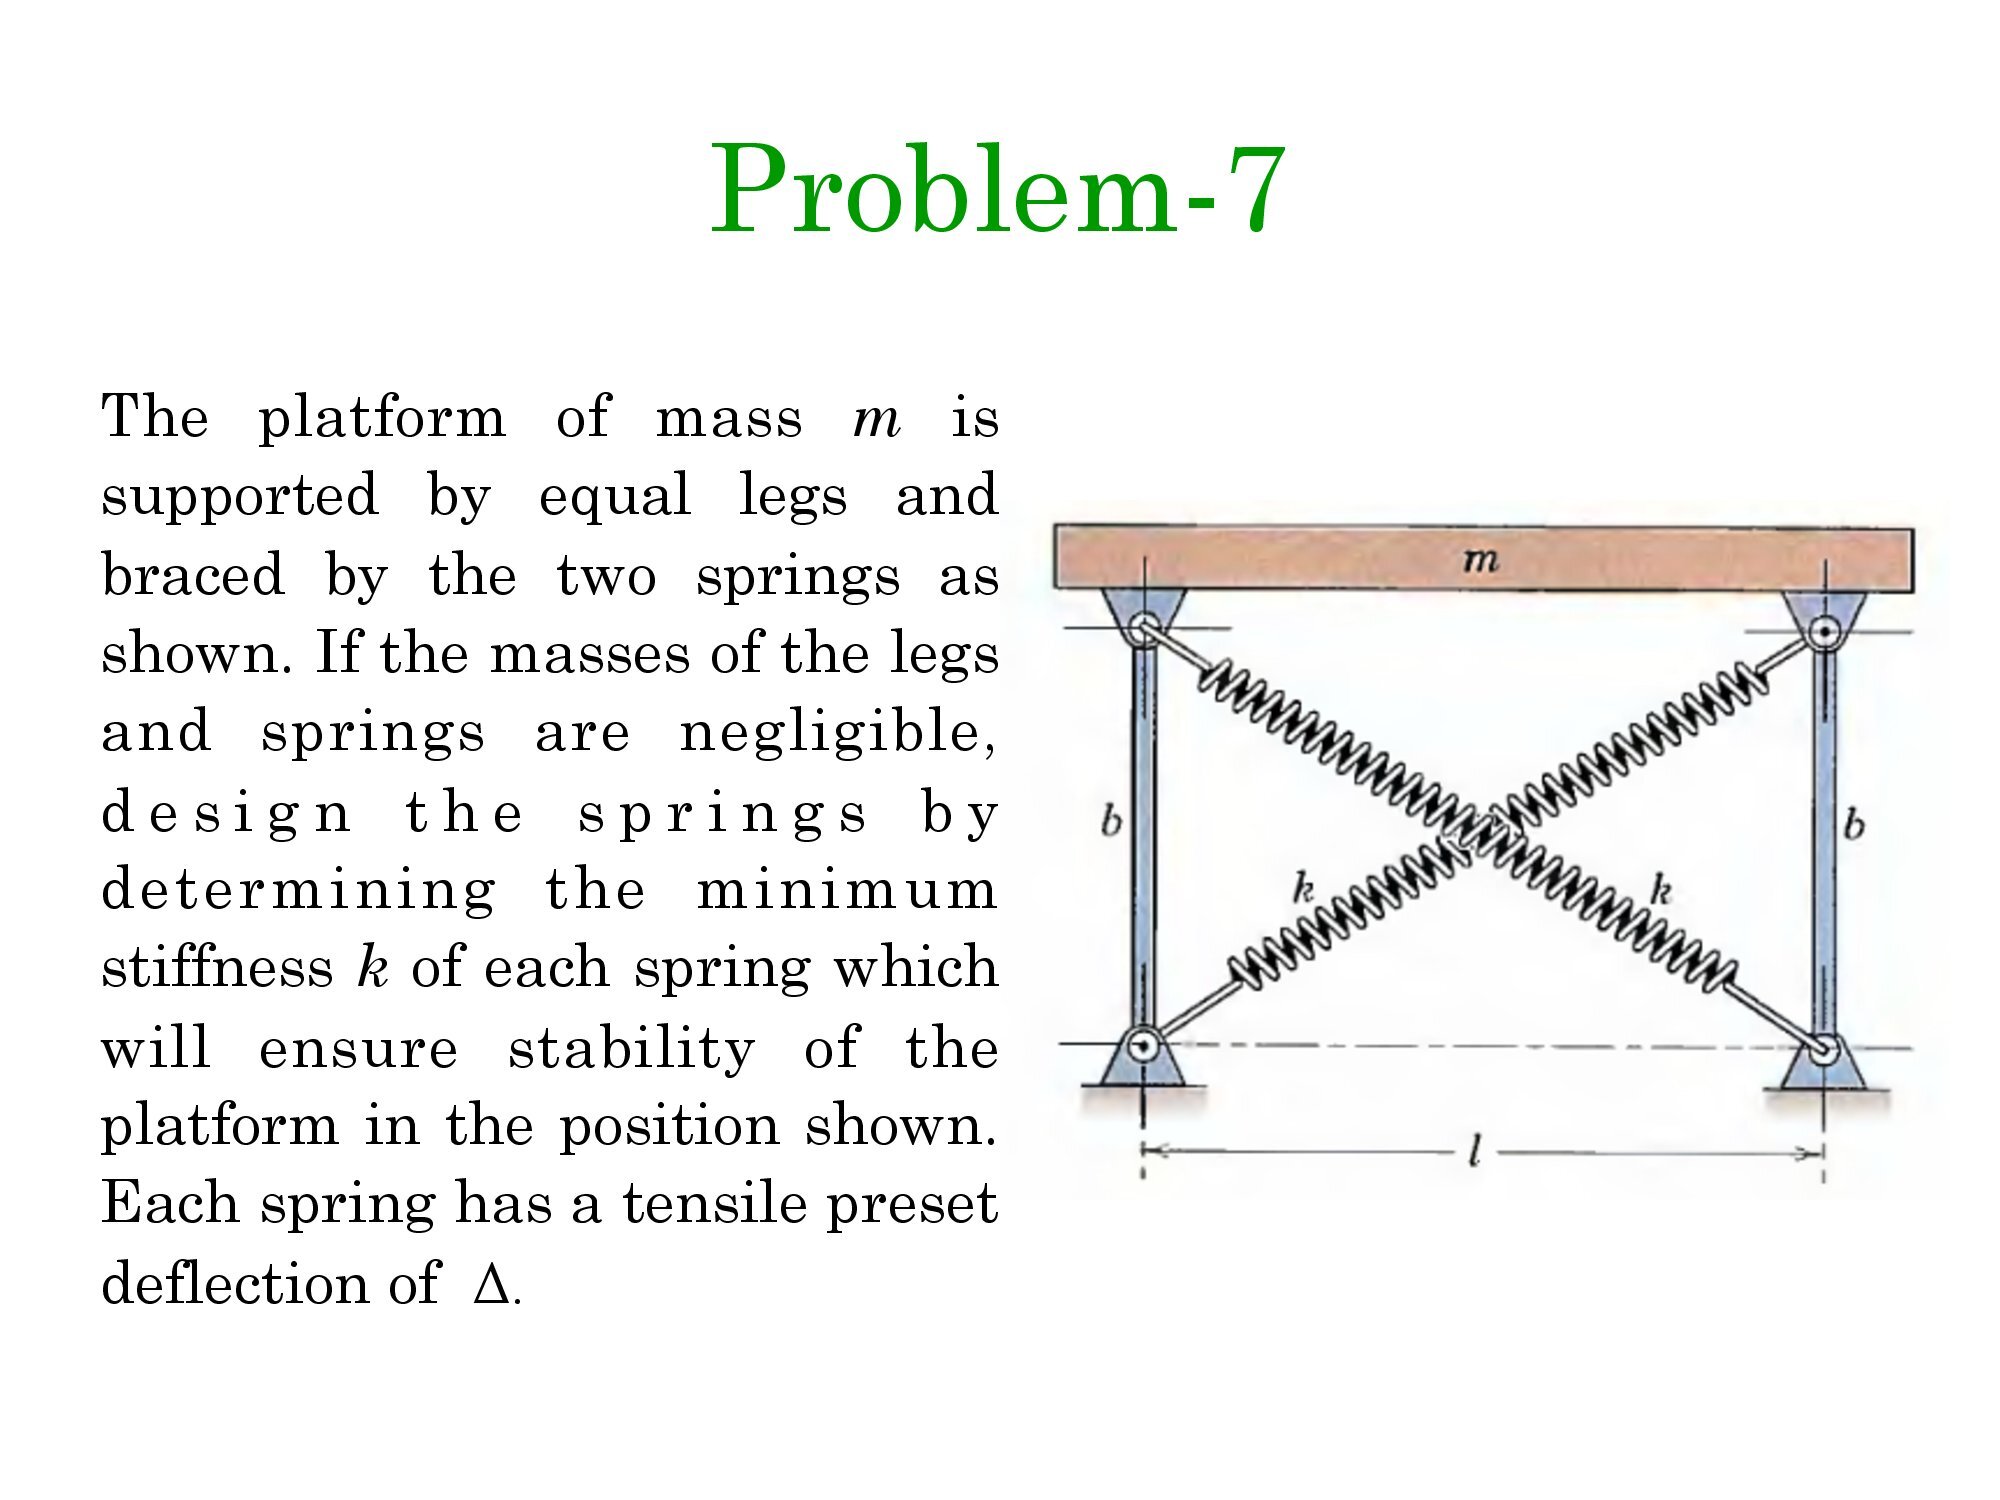 Problem-7
The platform of mass m is
supported by equal legs and
braced by the two springs as
shown. If the masses of the legs
and springs are negligible,
design the springs by
determining the minimum
stiffness k of each spring which
will ensure stability of the
platform in the position shown.
Each spring has a tensile preset
deflection of Δ.
m
b
b
k
k
l